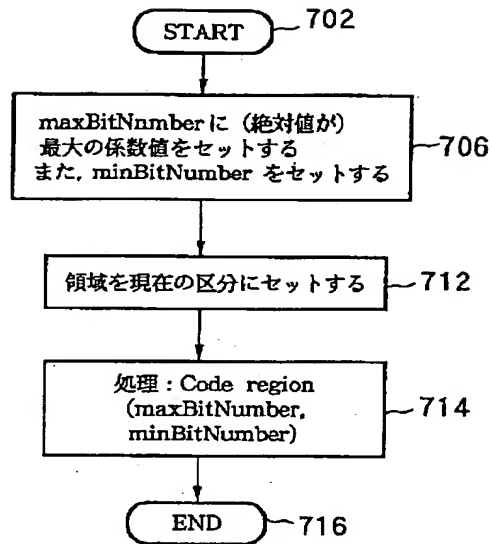 START
702
maxBitNnmberに（絶対値が）
最大の係数値をセットする
また，minBitNumber をセットする
706
領域を現在の区分にセットする
712
処理：Code region
(maxBitNumber,
minBitNumber)
714
END
716